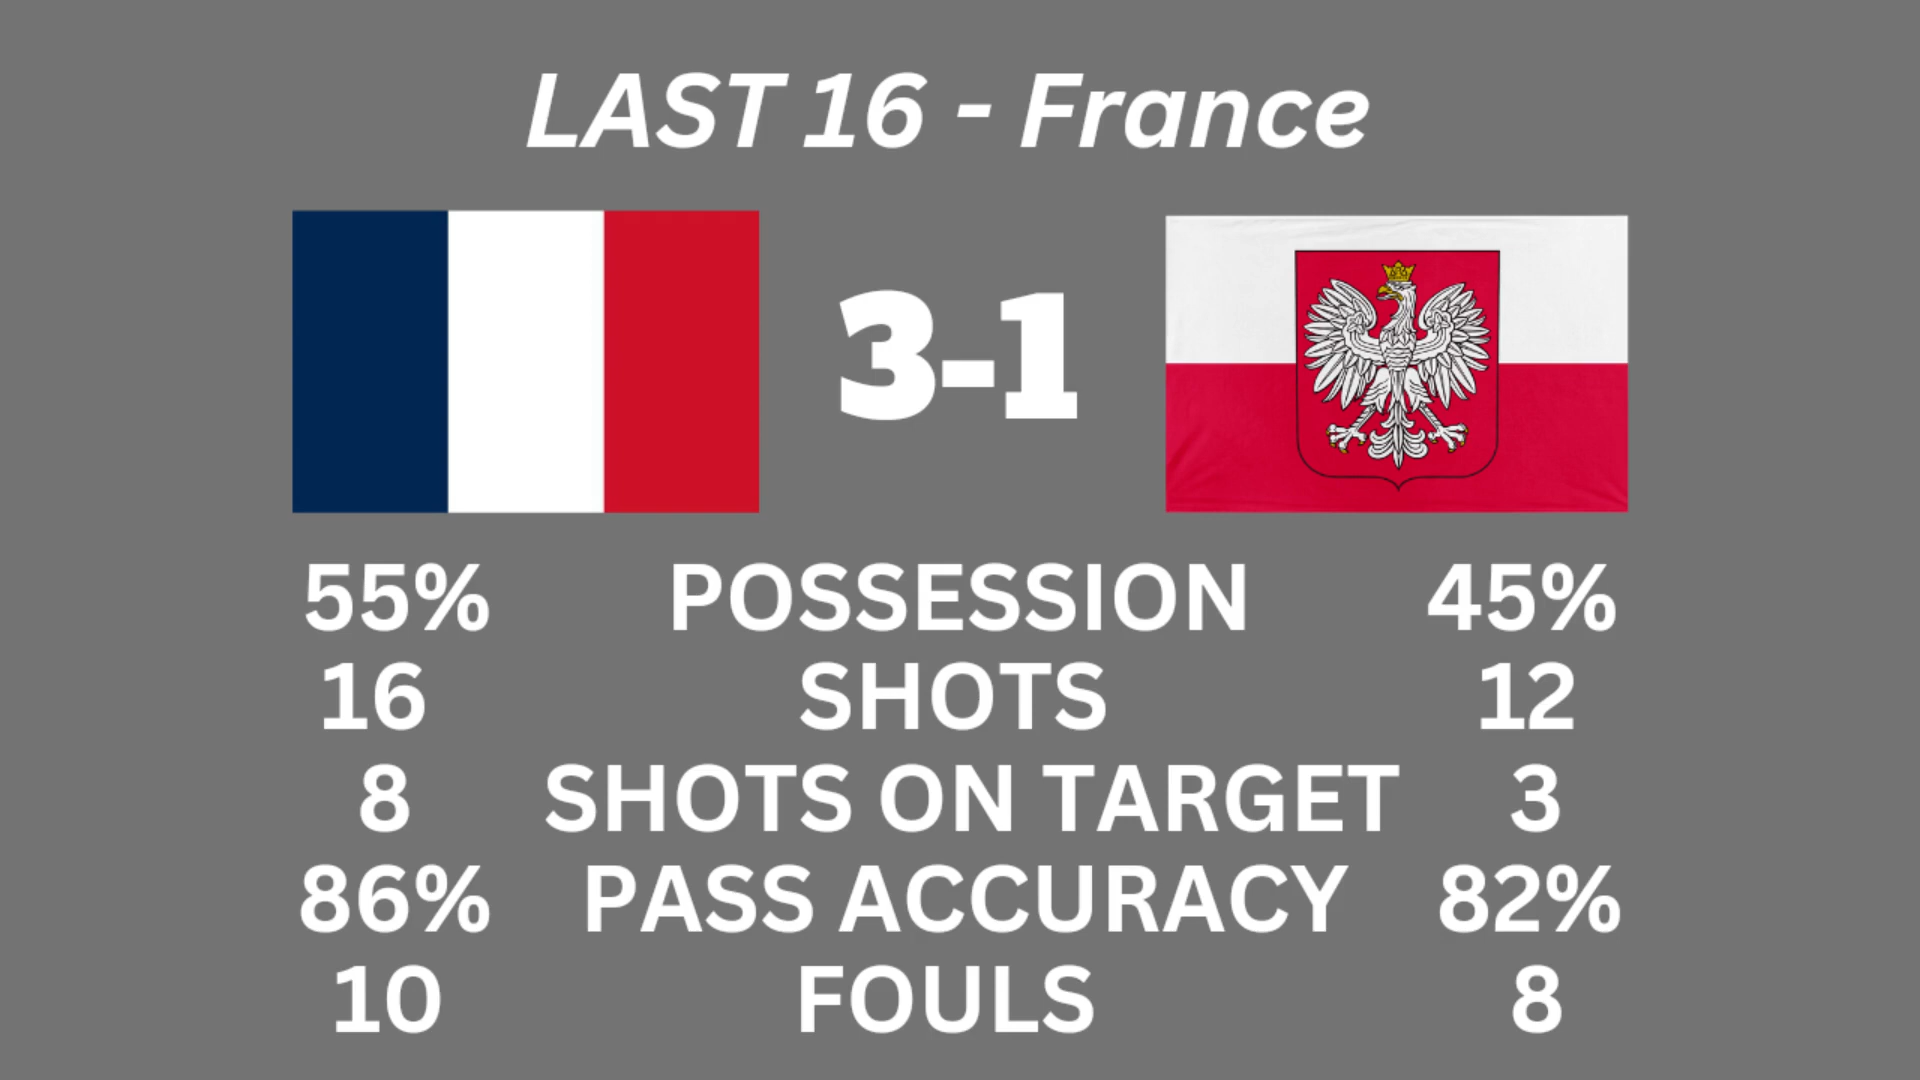 LAST 16 - France
3-1
55% POSSESSION 45%
16 SHOTS 12
8 SHOTS ON TARGET 3
86% PASS ACCURACY 82%
10 FOULS 8